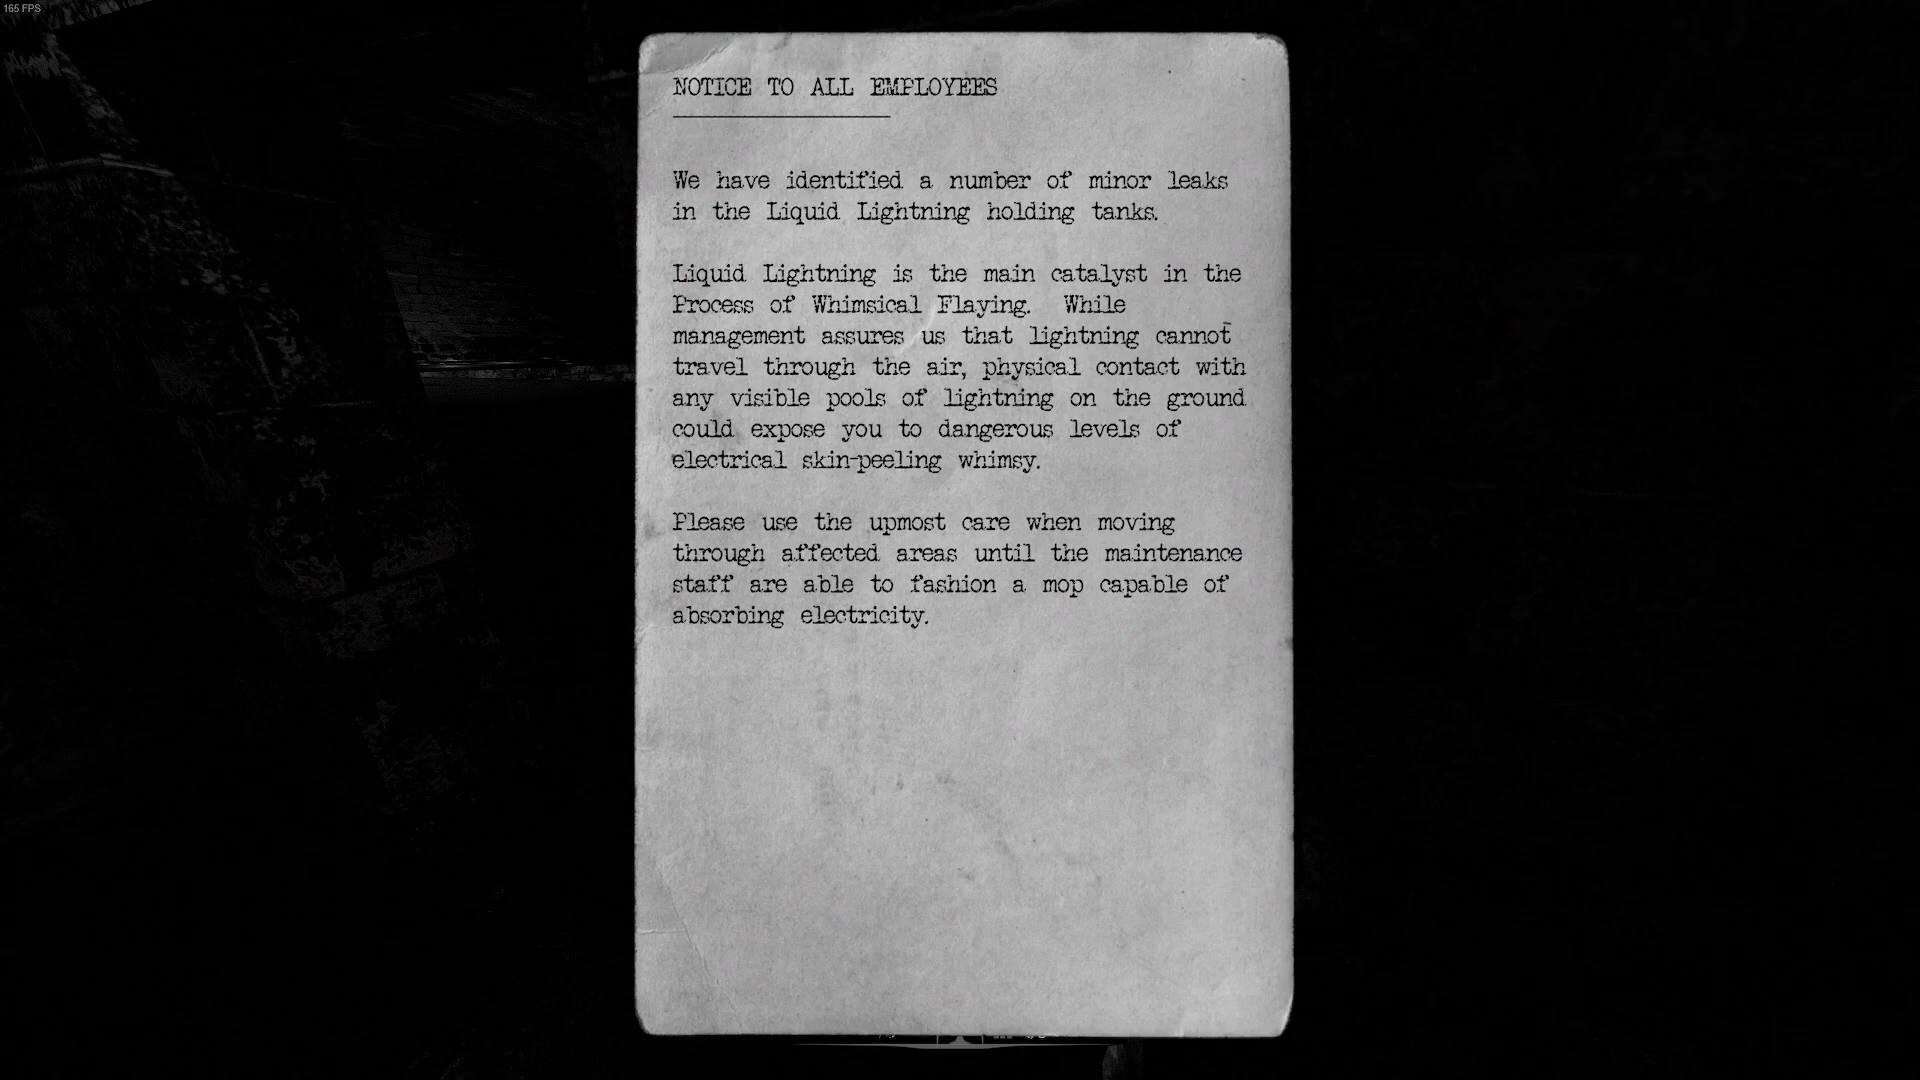 165 FPS
NOTICE TO ALL EMPLOYEES
We have identified a number of minor leaks
in the Liquid Lightning holding tanks.
Liquid Lightning is the main catalyst in the
Process of Whimsical Flaying.  While
management assures us that lightning cannot
travel through the air, physical contact with
any visible pools of lightning on the ground
could expose you to dangerous levels of
electrical skin-peeling whimsy.
Please use the upmost care when moving
through affected areas until the maintenance
staff are able to fashion a mop capable of
absorbing electricity.